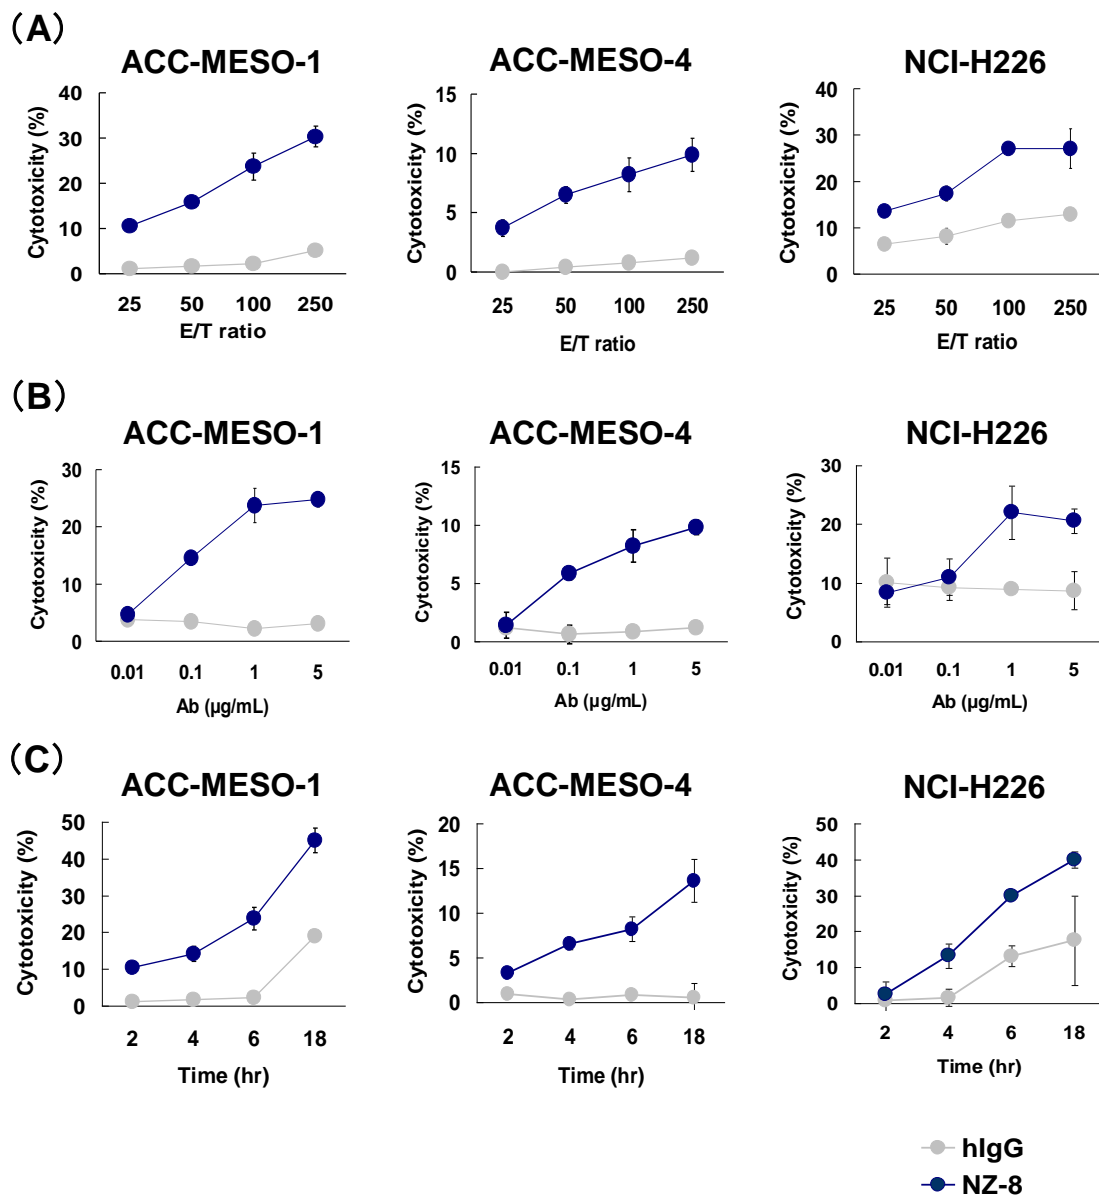 (A)
ACC-MESO-1
ACC-MESO-4
NCI-H226
Cytotoxicity (%)
40
30
20
10
0
25 50 100 250
E/T ratio
Cytotoxicity (%)
15
10
5
0
25 50 100 250
E/T ratio
Cytotoxicity (%)
40
30
20
10
0
25 50 100 250
E/T ratio
(B)
ACC-MESO-1
ACC-MESO-4
NCI-H226
Cytotoxicity (%)
30
20
10
0
0.01 0.1 1 5
Ab (µg/mL)
Cytotoxicity (%)
15
10
5
0
0.01 0.1 1 5
Ab (µg/mL)
Cytotoxicity (%)
30
20
10
0
0.01 0.1 1 5
Ab (µg/mL)
(C)
ACC-MESO-1
ACC-MESO-4
NCI-H226
Cytotoxicity (%)
50
40
30
20
10
0
2 4 6 18
Time (hr)
Cytotoxicity (%)
20
15
10
5
0
2 4 6 18
Time (hr)
Cytotoxicity (%)
50
40
30
20
10
0
2 4 6 18
Time (hr)
hIgG
NZ-8